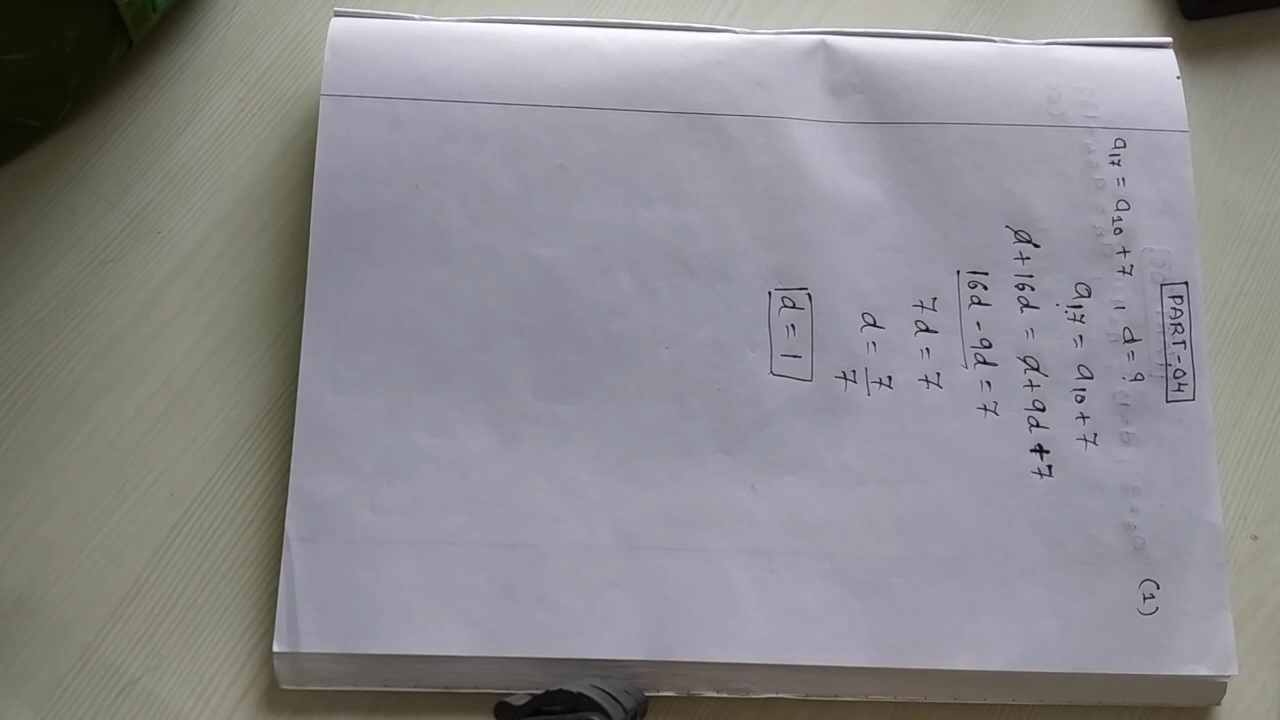 PART-04
(1)
a17 = a10 + 7 , d = ?
a17 = a10 + 7
a + 16d = a + 9d + 7
16d - 9d = 7
7d = 7
d = 7/7
d = 1